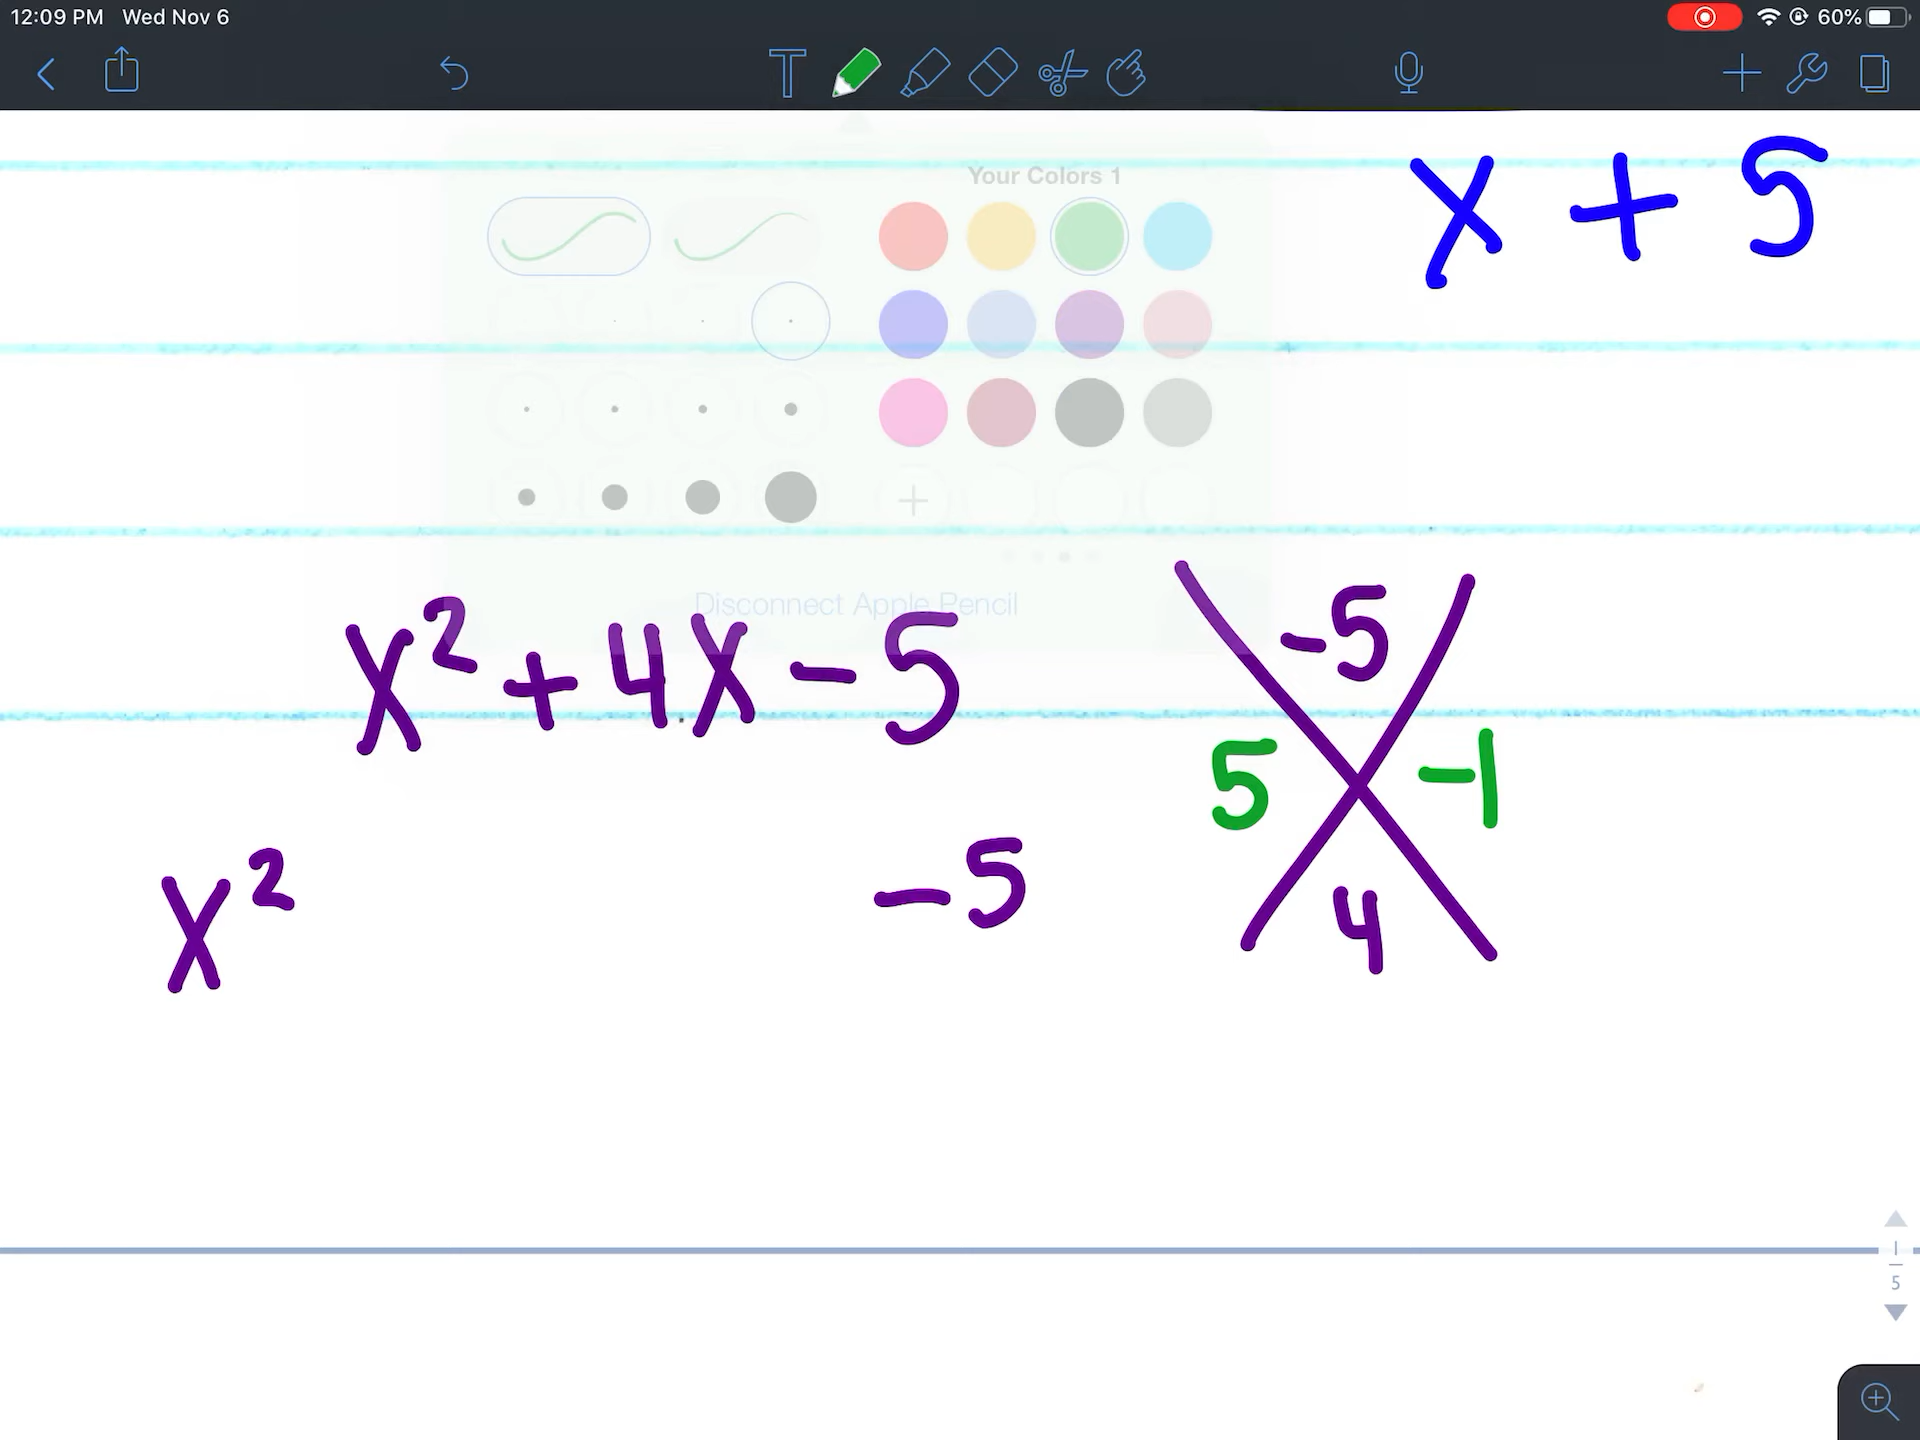 12:09 PM Wed Nov 6 60%
T
Your Colors 1
x + 5
Disconnect Apple Pencil
x² + 4x - 5
-5
5 -1
4
x² -5
1
5